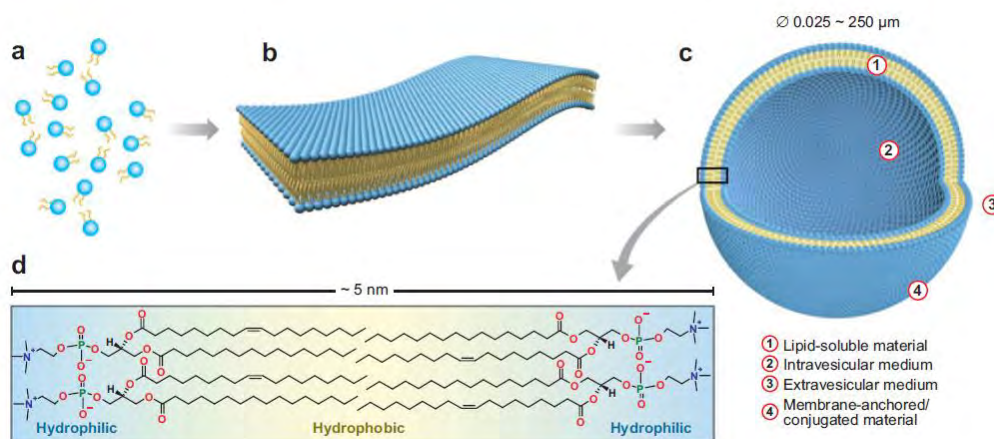 Ø 0.025 ~ 250 µm
a
b
c
1
2
3
4
d
~ 5 nm
Hydrophilic
Hydrophobic
Hydrophilic
1 Lipid-soluble material
2 Intravesicular medium
3 Extravesicular medium
4 Membrane-anchored/
conjugated material